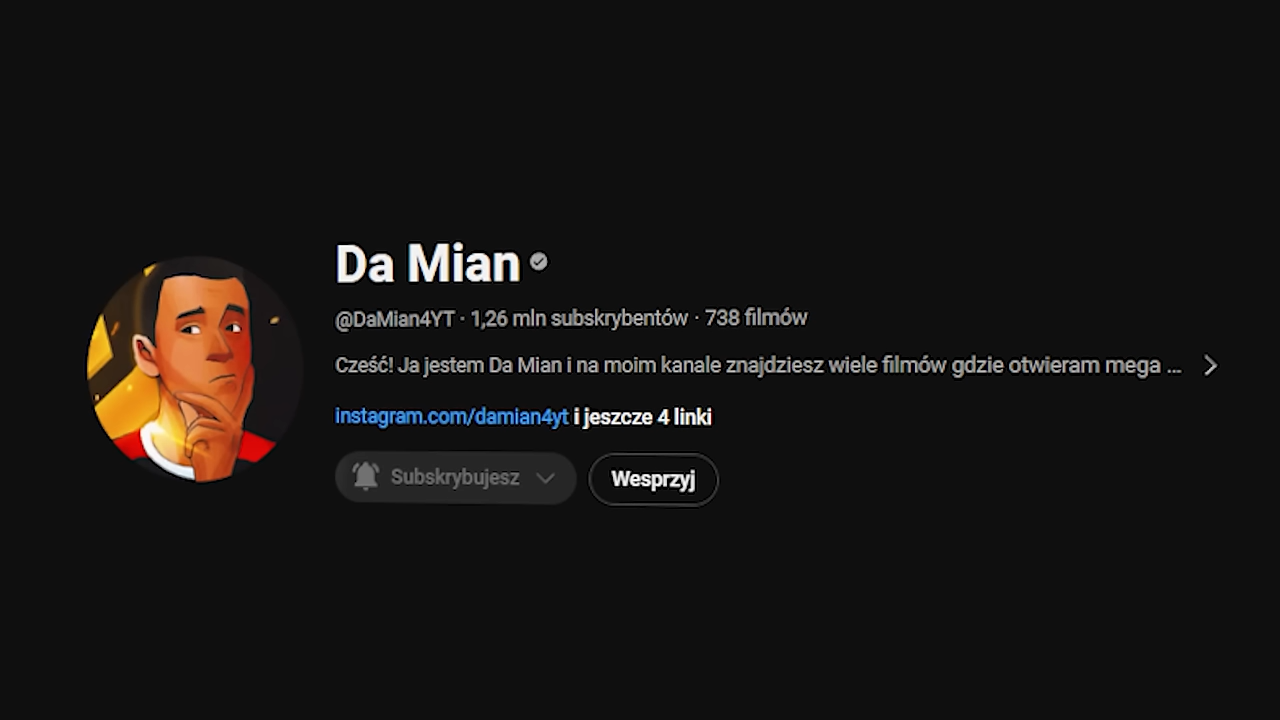 Da Mian
@DaMian4YT · 1,26 mln subskrybentów · 738 filmów
Cześć! Ja jestem Da Mian i na moim kanale znajdziesz wiele filmów gdzie otwieram mega ...
instagram.com/damian4yt i jeszcze 4 linki
Subskrybujesz Wesprzyj